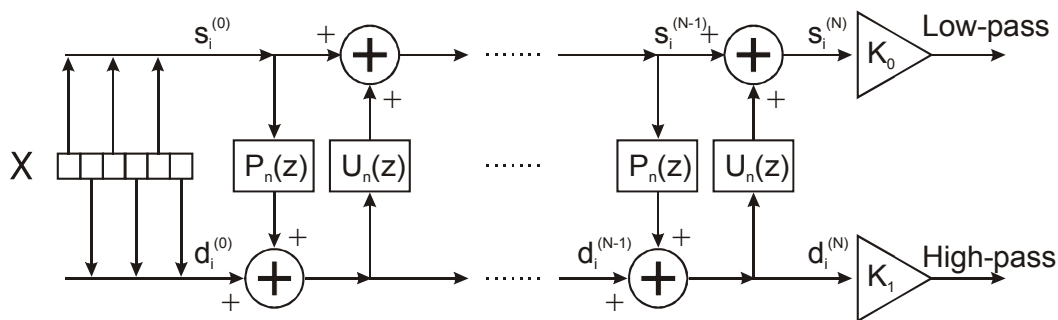 s_i^(0) + + s_i^(N-1) + + s_i^(N) K_0 Low-pass
+ +
X P_n(z) U_n(z) ...... P_n(z) U_n(z)
+ +
d_i^(0) + + d_i^(N-1) + + d_i^(N) K_1 High-pass